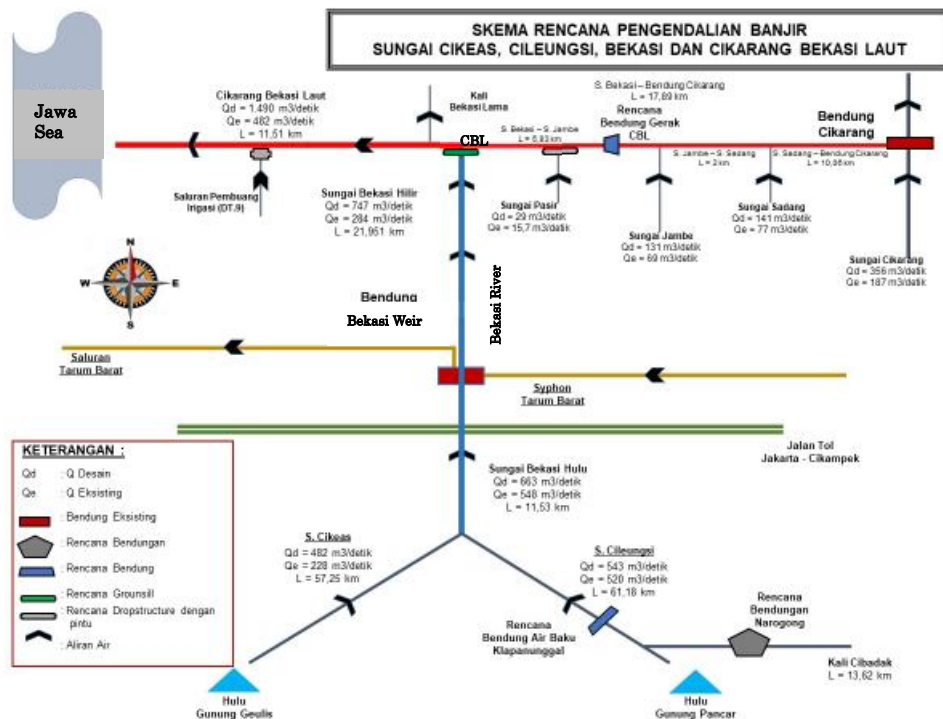 SKEMA RENCANA PENGENDALIAN BANJIR
SUNGAI CIKEAS, CILEUNGSI, BEKASI DAN CIKARANG BEKASI LAUT
Jawa
Sea
Cikarang Bekasi Laut
Qd = 1.490 m3/detik
Qe = 482 m3/detik
L = 11,51 km
Kali
Bekasi Lama
S. Bekasi – Bendung Cikarang
L = 17,89 km
Rencana
Bendung Gerak
CBL
Bendung
Cikarang
CBL
S. Bekasi – S. Jambe
L = 5,83 km
S. Jambe – S. Sadang
L = 2 km
S. Sadang – Bendung Cikarang
L = 10,06 km
Saluran Pembuang
Irigasi (DT.9)
Sungai Bekasi Hilir
Qd = 747 m3/detik
Qe = 284 m3/detik
L = 21,951 km
Sungai Pasir
Qd = 29 m3/detik
Qe = 15,7 m3/detik
Sungai Jambe
Qd = 131 m3/detik
Qe = 69 m3/detik
Sungai Sadang
Qd = 141 m3/detik
Qe = 77 m3/detik
Sungai Cikarang
Qd = 356 m3/detik
Qe = 187 m3/detik
N
W
E
S
Bendung
Bekasi Weir
Bekasi River
Saluran
Tarum Barat
Syphon
Tarum Barat
Jalan Tol
Jakarta - Cikampek
Sungai Bekasi Hulu
Qd = 663 m3/detik
Qe = 548 m3/detik
L = 11,53 km
KETERANGAN :
Qd : Q Desain
Qe : Q Eksisting
: Bendung Eksisting
: Rencana Bendungan
: Rencana Bendung
: Rencana Grounsill
: Rencana Dropstructure dengan
pintu
: Aliran Air
S. Cikeas
Qd = 482 m3/detik
Qe = 228 m3/detik
L = 57,25 km
S. Cileungsi
Qd = 543 m3/detik
Qe = 520 m3/detik
L = 61,18 km
Rencana
Bendung Air Baku
Klapanunggal
Rencana
Bendungan
Narogong
Kali Cibadak
L = 13,62 km
Hulu
Gunung Geulis
Hulu
Gunung Pancar